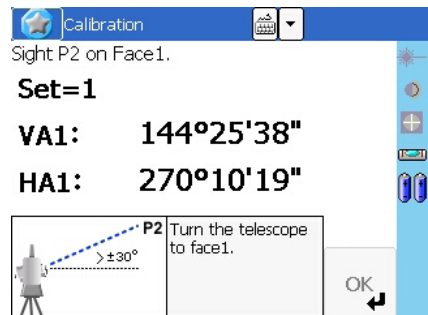 Calibration
Sight P2 on Face1.
Set=1
VA1: 144°25'38"
HA1: 270°10'19"
P2
>±30°
Turn the telescope
to face1.
OK